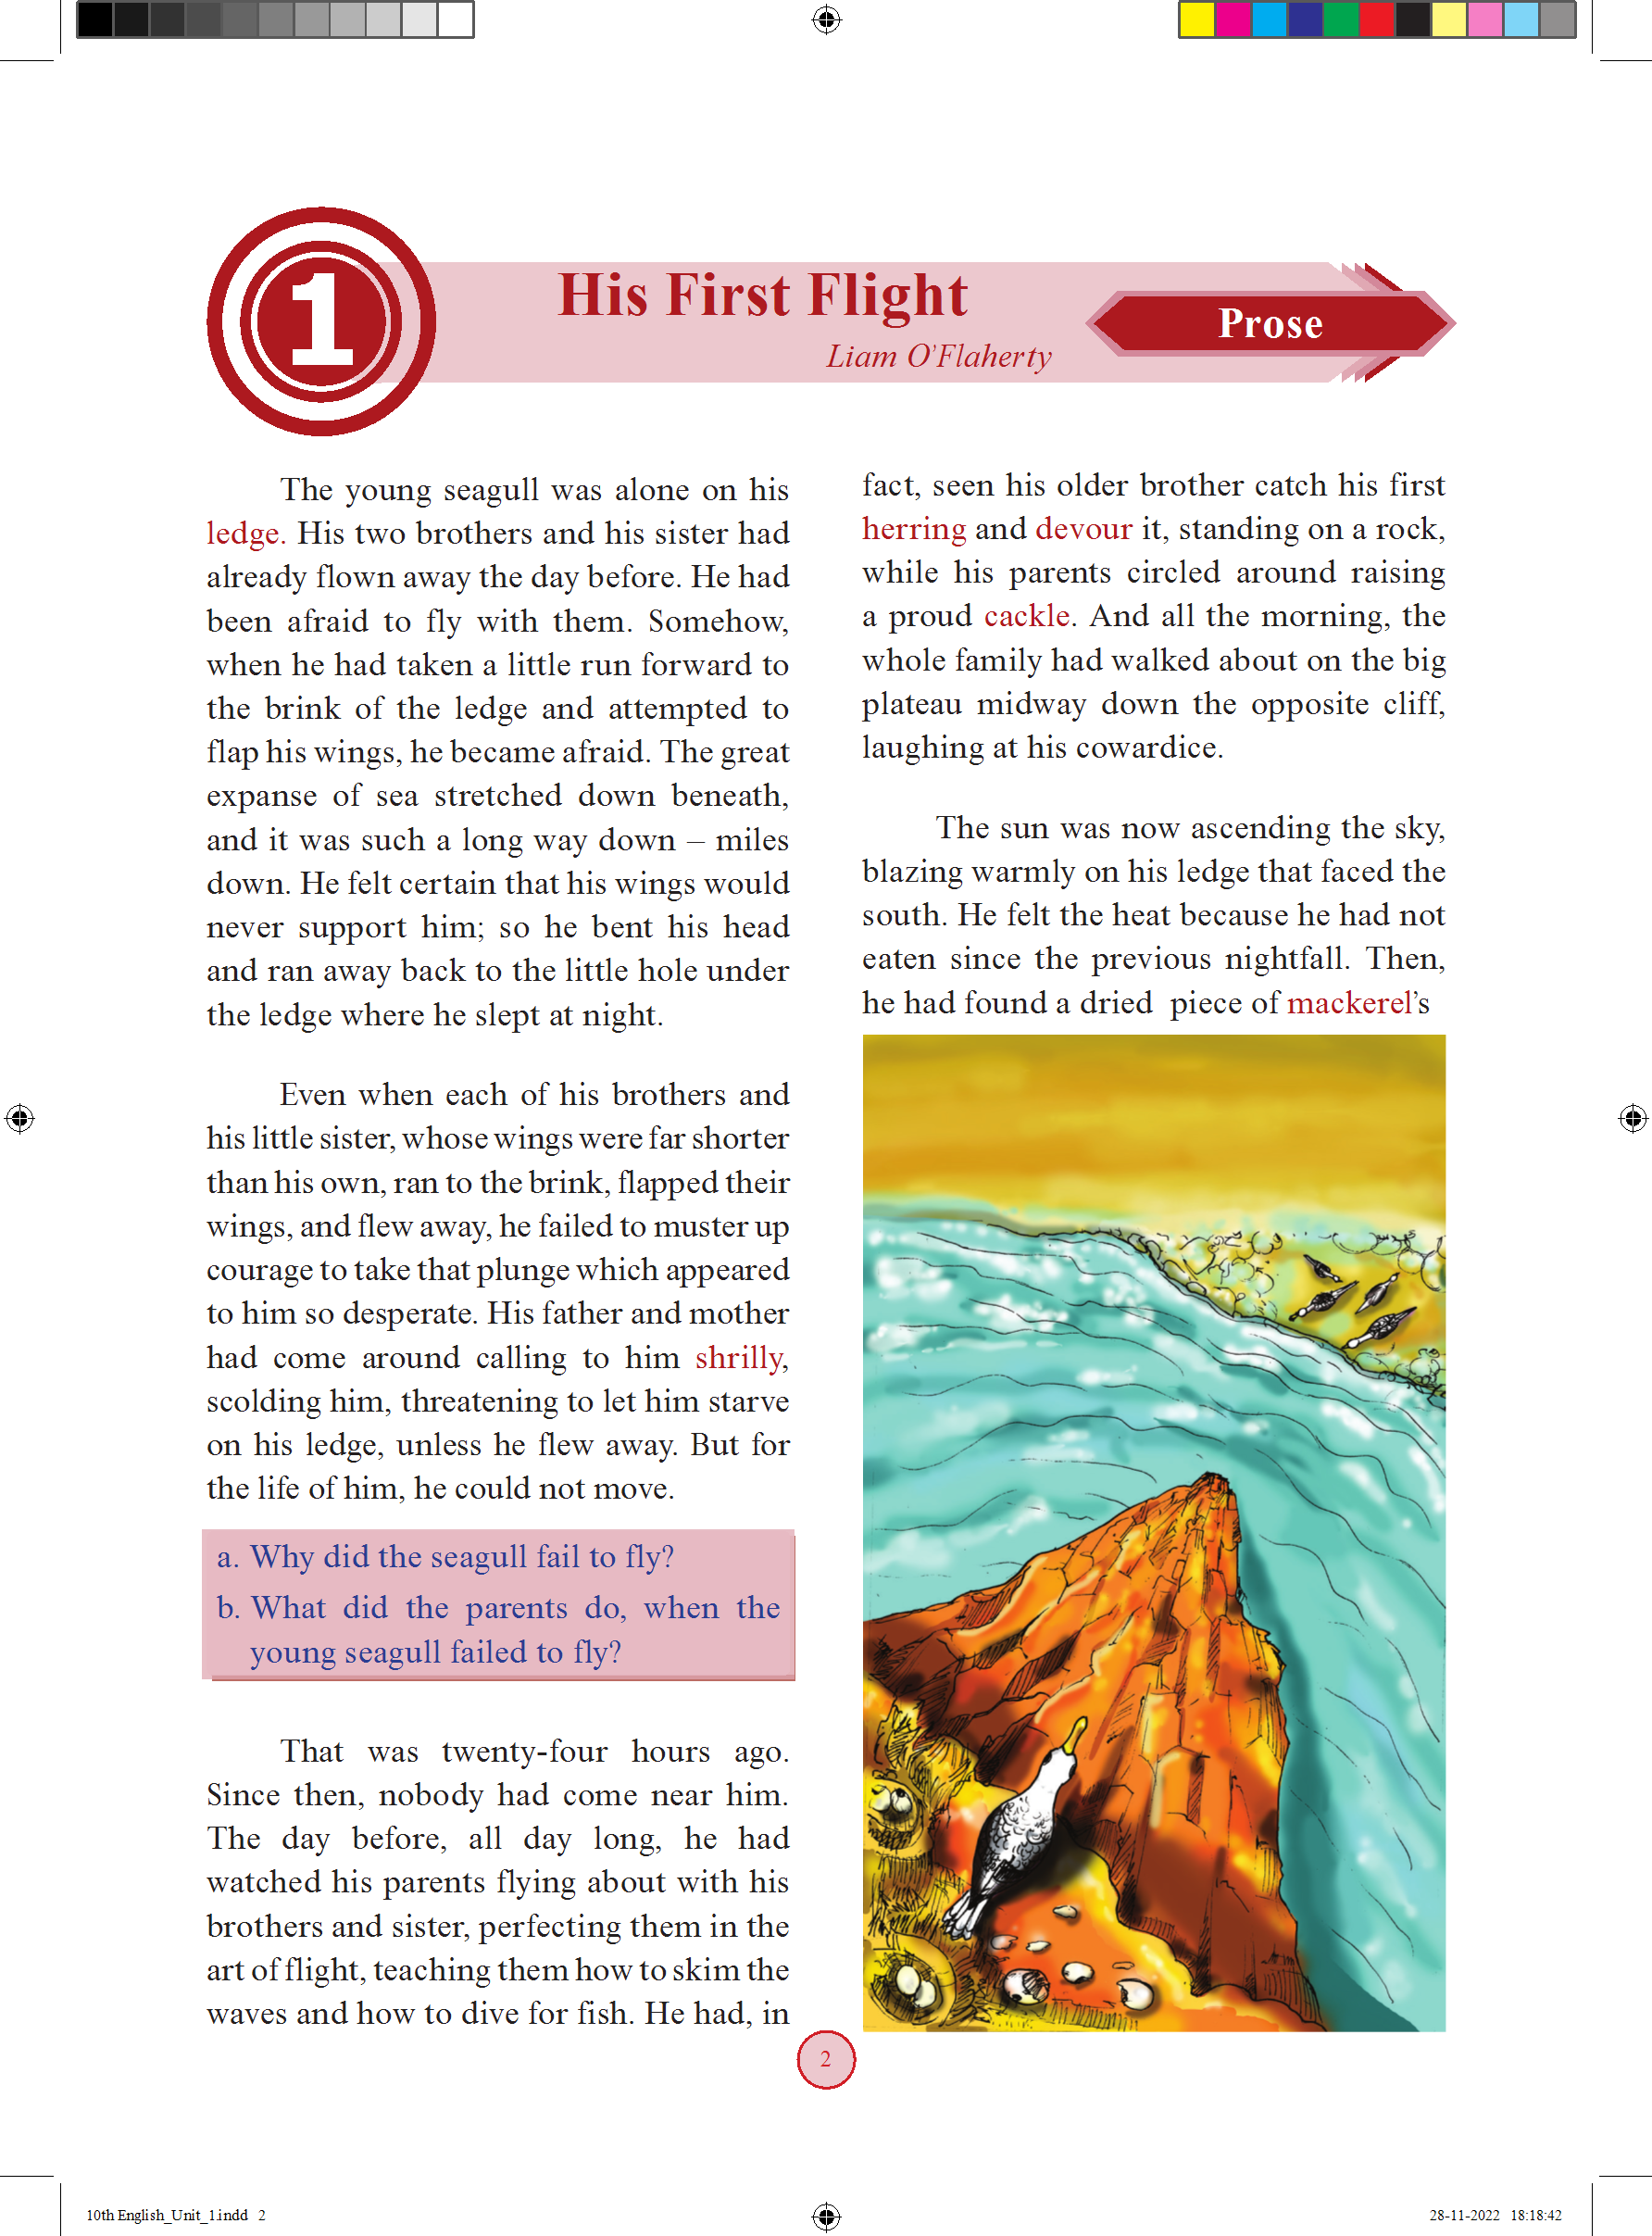 1
His First Flight
Liam O’Flaherty
Prose
The young seagull was alone on his
ledge. His two brothers and his sister had
already flown away the day before. He had
been afraid to fly with them. Somehow,
when he had taken a little run forward to
the brink of the ledge and attempted to
flap his wings, he became afraid. The great
expanse of sea stretched down beneath,
and it was such a long way down – miles
down. He felt certain that his wings would
never support him; so he bent his head
and ran away back to the little hole under
the ledge where he slept at night.
Even when each of his brothers and
his little sister, whose wings were far shorter
than his own, ran to the brink, flapped their
wings, and flew away, he failed to muster up
courage to take that plunge which appeared
to him so desperate. His father and mother
had come around calling to him shrilly,
scolding him, threatening to let him starve
on his ledge, unless he flew away. But for
the life of him, he could not move.
a. Why did the seagull fail to fly?
b. What did the parents do, when the
young seagull failed to fly?
That was twenty-four hours ago.
Since then, nobody had come near him.
The day before, all day long, he had
watched his parents flying about with his
brothers and sister, perfecting them in the
art of flight, teaching them how to skim the
waves and how to dive for fish. He had, in
fact, seen his older brother catch his first
herring and devour it, standing on a rock,
while his parents circled around raising
a proud cackle. And all the morning, the
whole family had walked about on the big
plateau midway down the opposite cliff,
laughing at his cowardice.
The sun was now ascending the sky,
blazing warmly on his ledge that faced the
south. He felt the heat because he had not
eaten since the previous nightfall. Then,
he had found a dried piece of mackerel’s
2
10th English_Unit_1.indd 2
28-11-2022 18:18:42